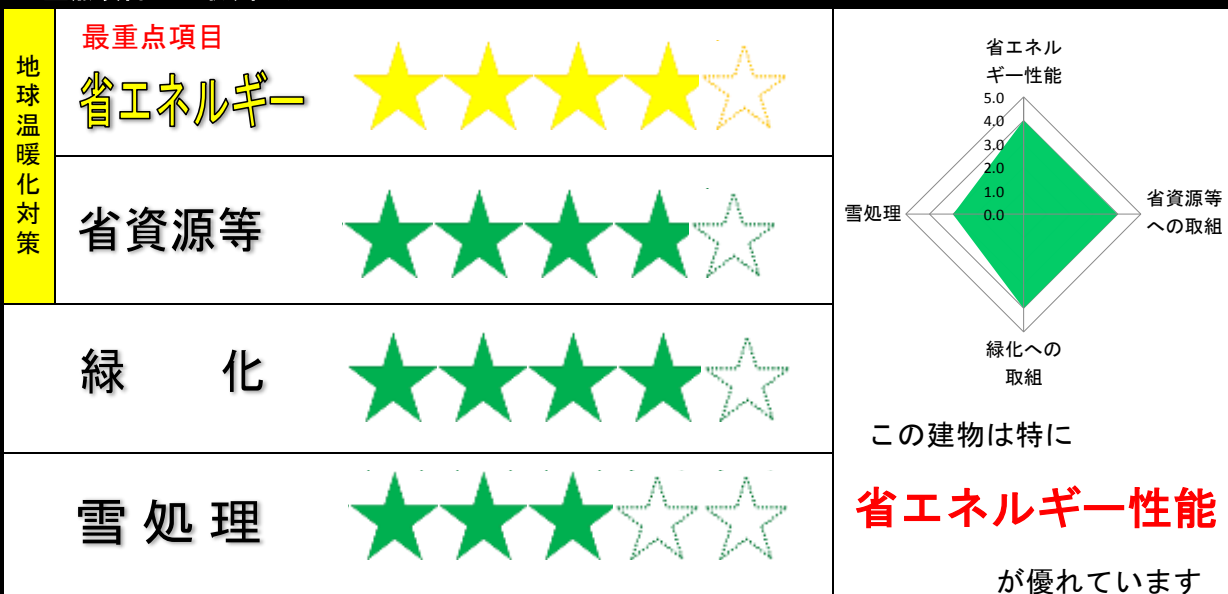 地球温暖化対策
最重点項目
省エネルギー
省資源等
緑 化
雪処理
省エネル
ギー性能
5.0
4.0
3.0
2.0
1.0
0.0
雪処理
省資源等
への取組
緑化への
取組
この建物は特に
省エネルギー性能
が優れています